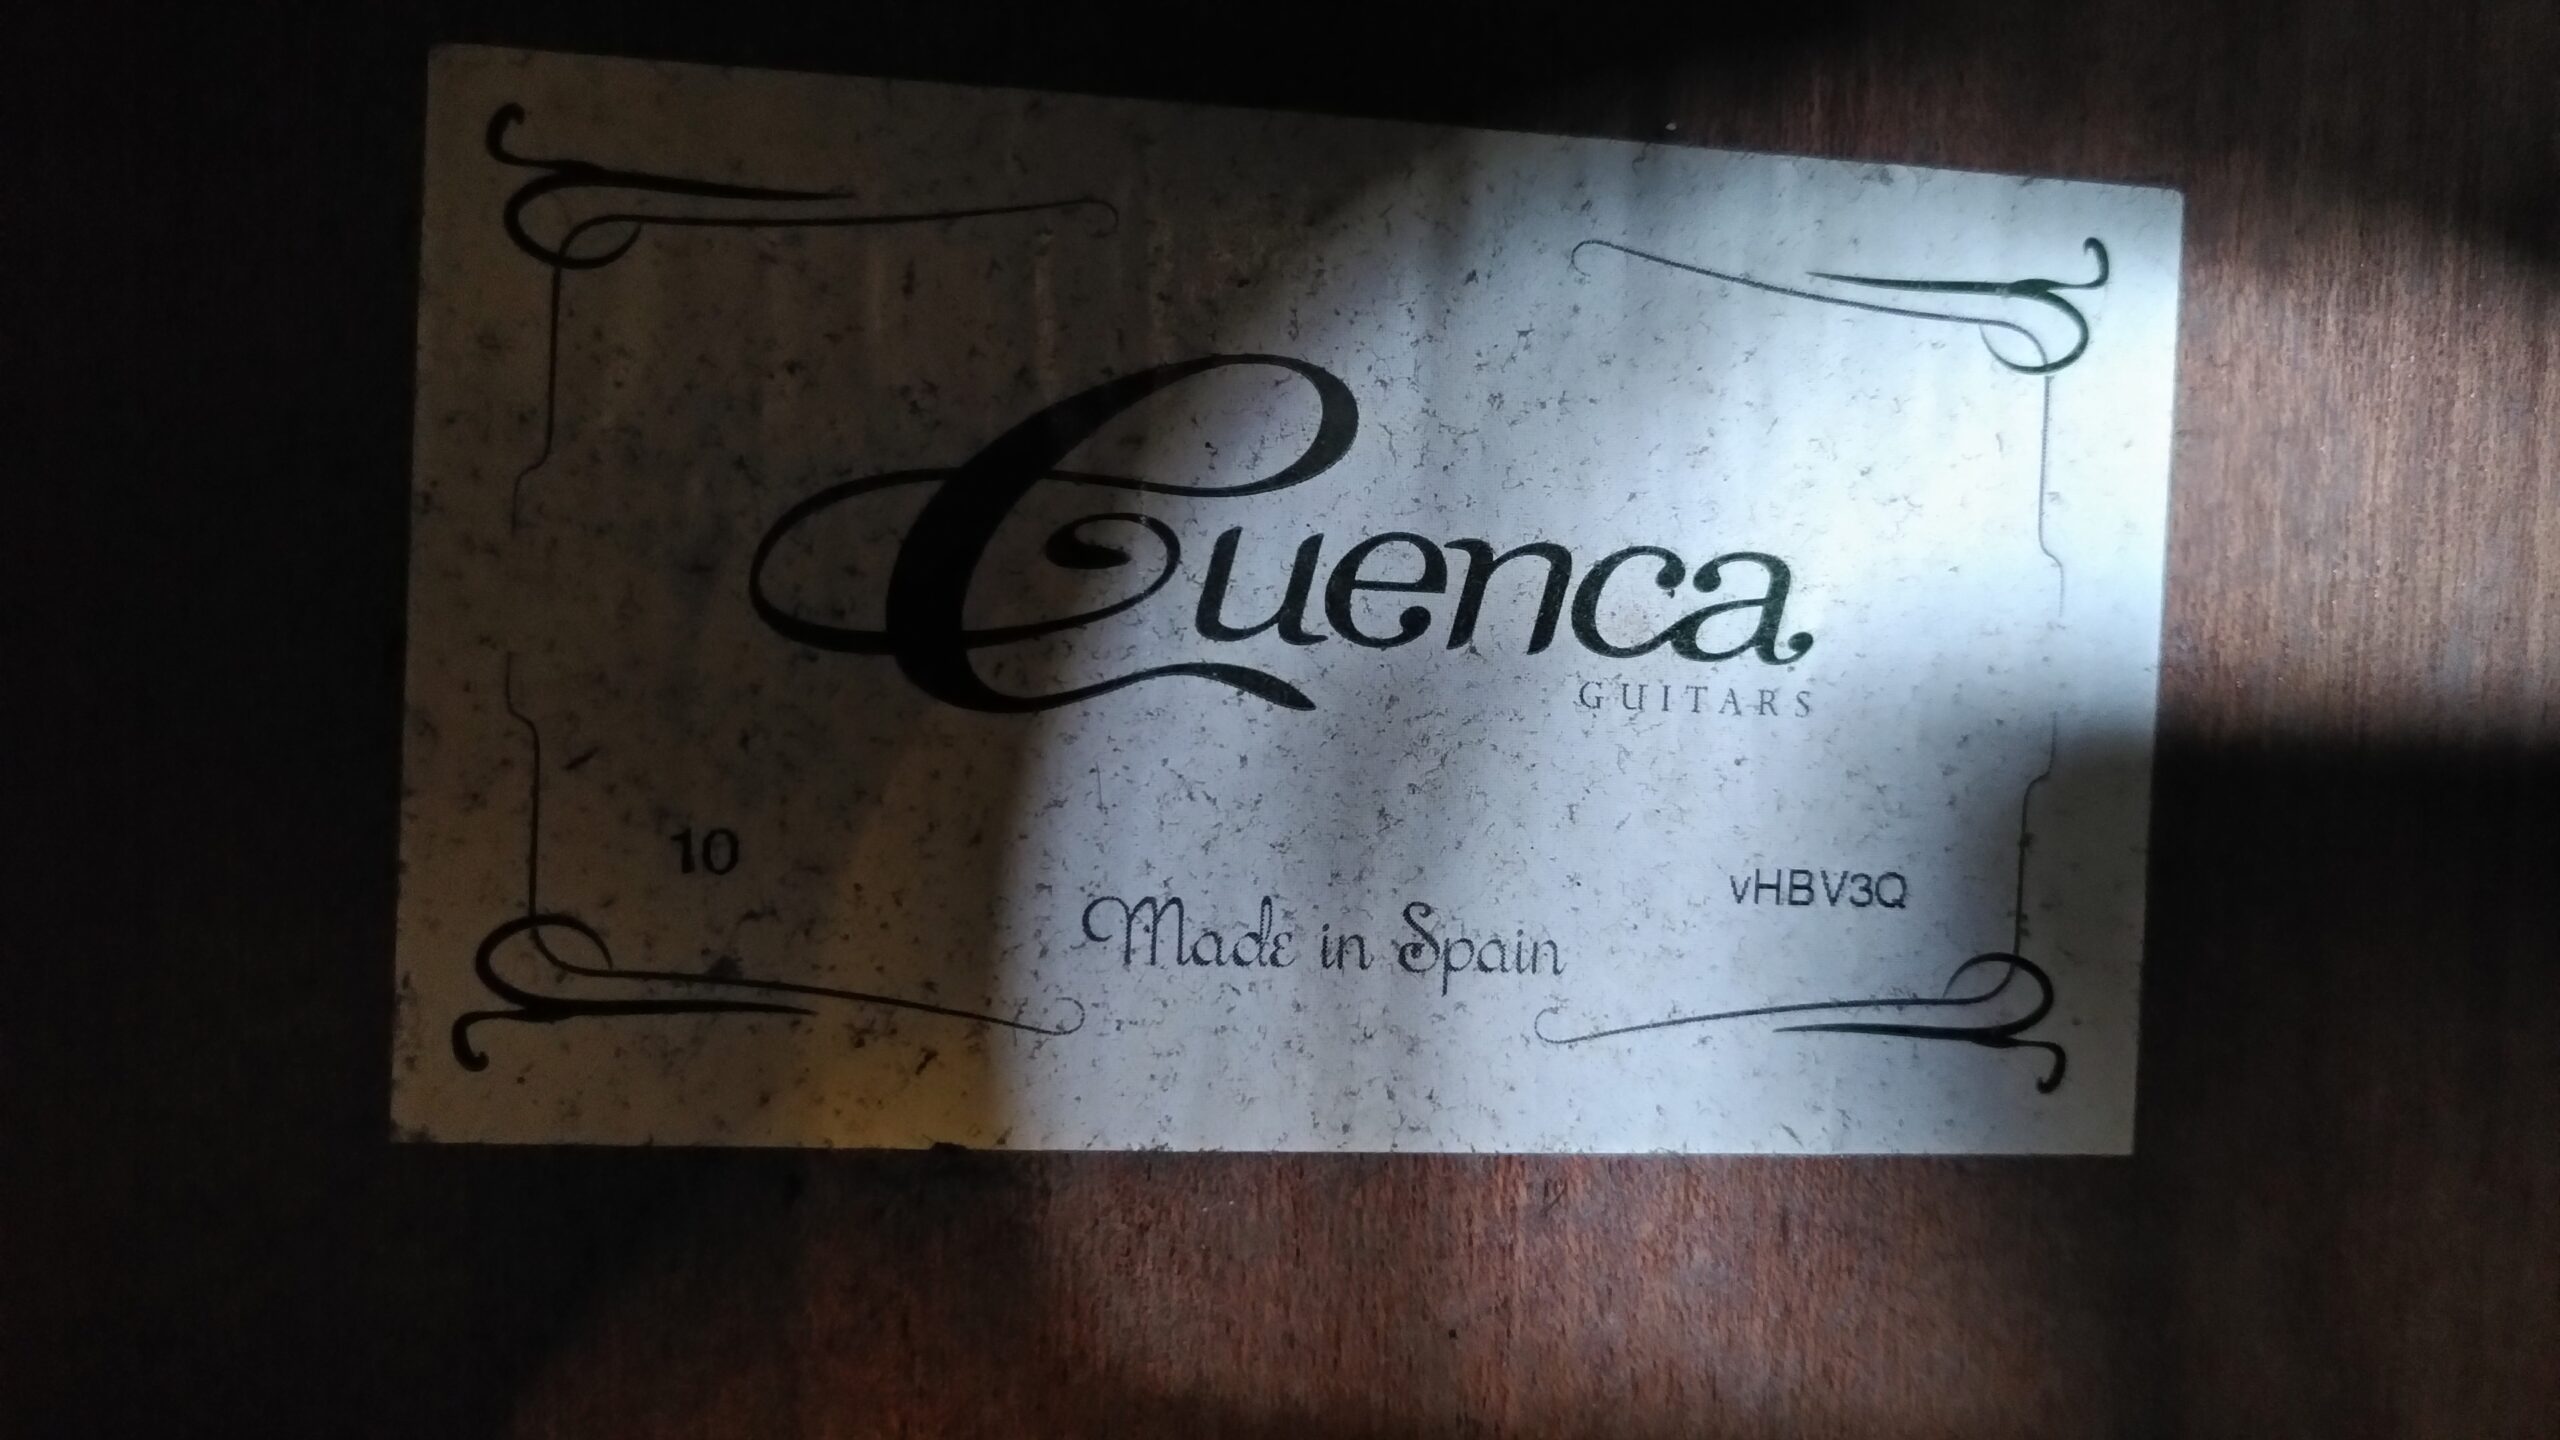 Cuenca
GUITARS
10
vHBV3Q
Made in Spain